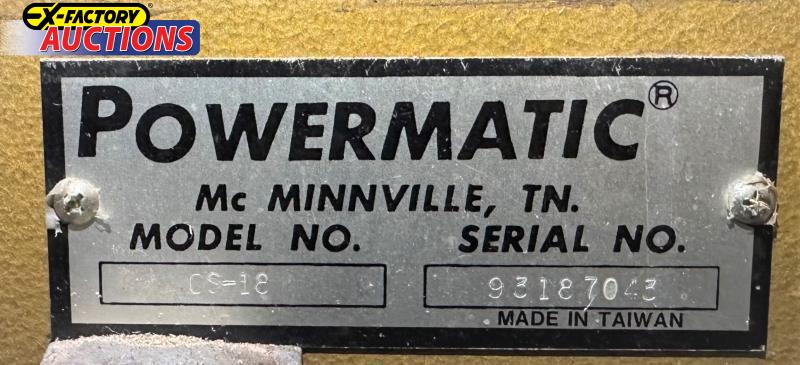 EX-FACTORY
AUCTIONS
POWERMATIC®
Mc MINNVILLE, TN.
MODEL NO. SERIAL NO.
CS-18 93187043
MADE IN TAIWAN